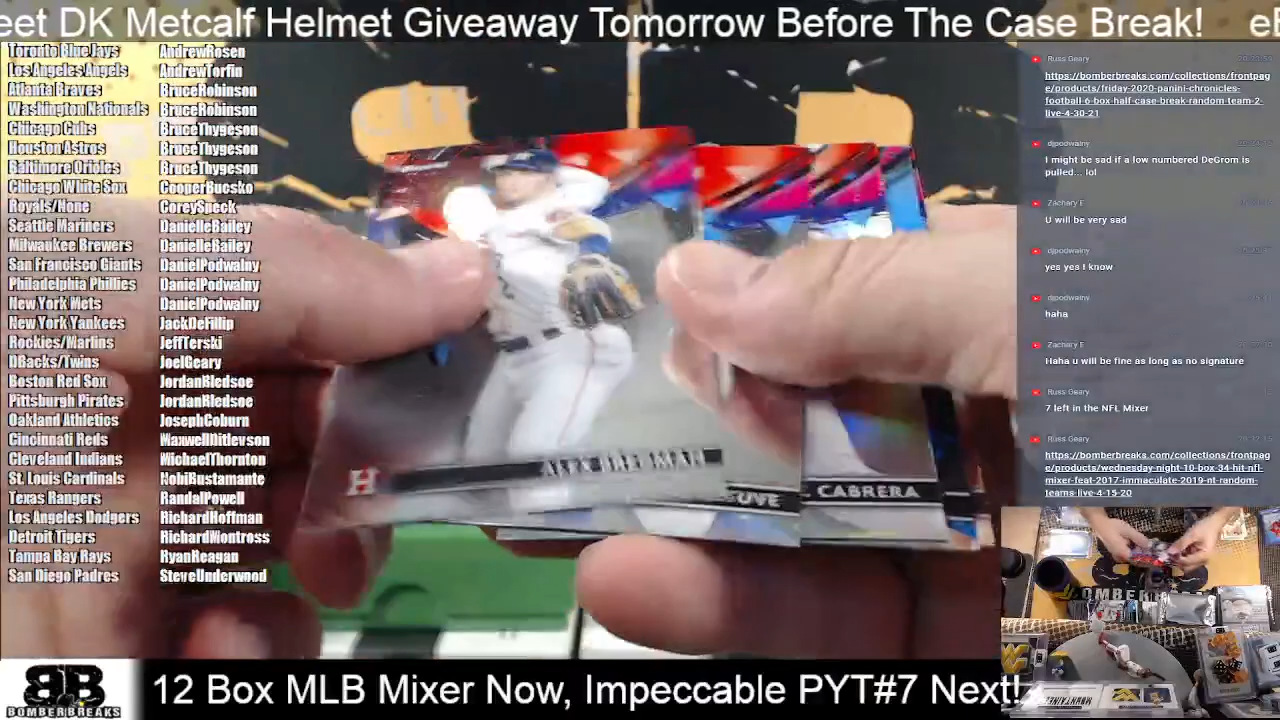 eet DK Metcalf Helmet Giveaway Tomorrow Before The Case Break! eB
Toronto Blue Jays AndrewRosen
Los Angeles Angels AndrewTorfin
Atlanta Braves BruceRobinson
Washington Nationals BruceRobinson
Chicago Cubs BruceThygeson
Houston Astros BruceThygeson
Baltimore Orioles BruceThygeson
Chicago White Sox CooperBuesko
Royals/None CoreySpeck
Seattle Mariners DanielleBailey
Milwaukee Brewers DanielleBailey
San Francisco Giants DanielPodwalny
Philadelphia Phillies DanielPodwalny
New York Mets DanielPodwalny
New York Yankees JackDeFillip
Rockies/Marlins JeffTerski
DBacks/Twins JoelGeary
Boston Red Sox JordanBledsoe
Pittsburgh Pirates JordanBledsoe
Oakland Athletics JosephCoburn
Cincinnati Reds MaxwellDitlevson
Cleveland Indians MichaelThornton
St. Louis Cardinals NobiBustamante
Texas Rangers RandalPowell
Los Angeles Dodgers RichardHoffman
Detroit Tigers RichardMontross
Tampa Bay Rays RyanReagan
San Diego Padres SteveUnderwood
H
UVE
CABRERA
Russ Geary
https://bomberbreaks.com/collections/frontpag
e/products/friday-2020-panini-chronicles-
football-6-box-half-case-break-random-team-2-
live-4-30-21
djpodwalny
I might be sad if a low numbered DeGrom is
pulled... lol
Zachary E
U will be very sad
djpodwalny
yes yes I know
djpodwalny
haha
Zachary E
Haha u will be fine as long as no signature
Russ Geary
7 left in the NFL Mixer
Russ Geary
https://bomberbreaks.com/collections/frontpag
e/products/wednesday-night-10-box-34-hit-nfl-
mixer-feat-2017-immaculate-2019-nt-random-
teams-live-4-15-20
BB
BOMBERBREAKS
12 Box MLB Mixer Now, Impeccable PYT#7 Next!